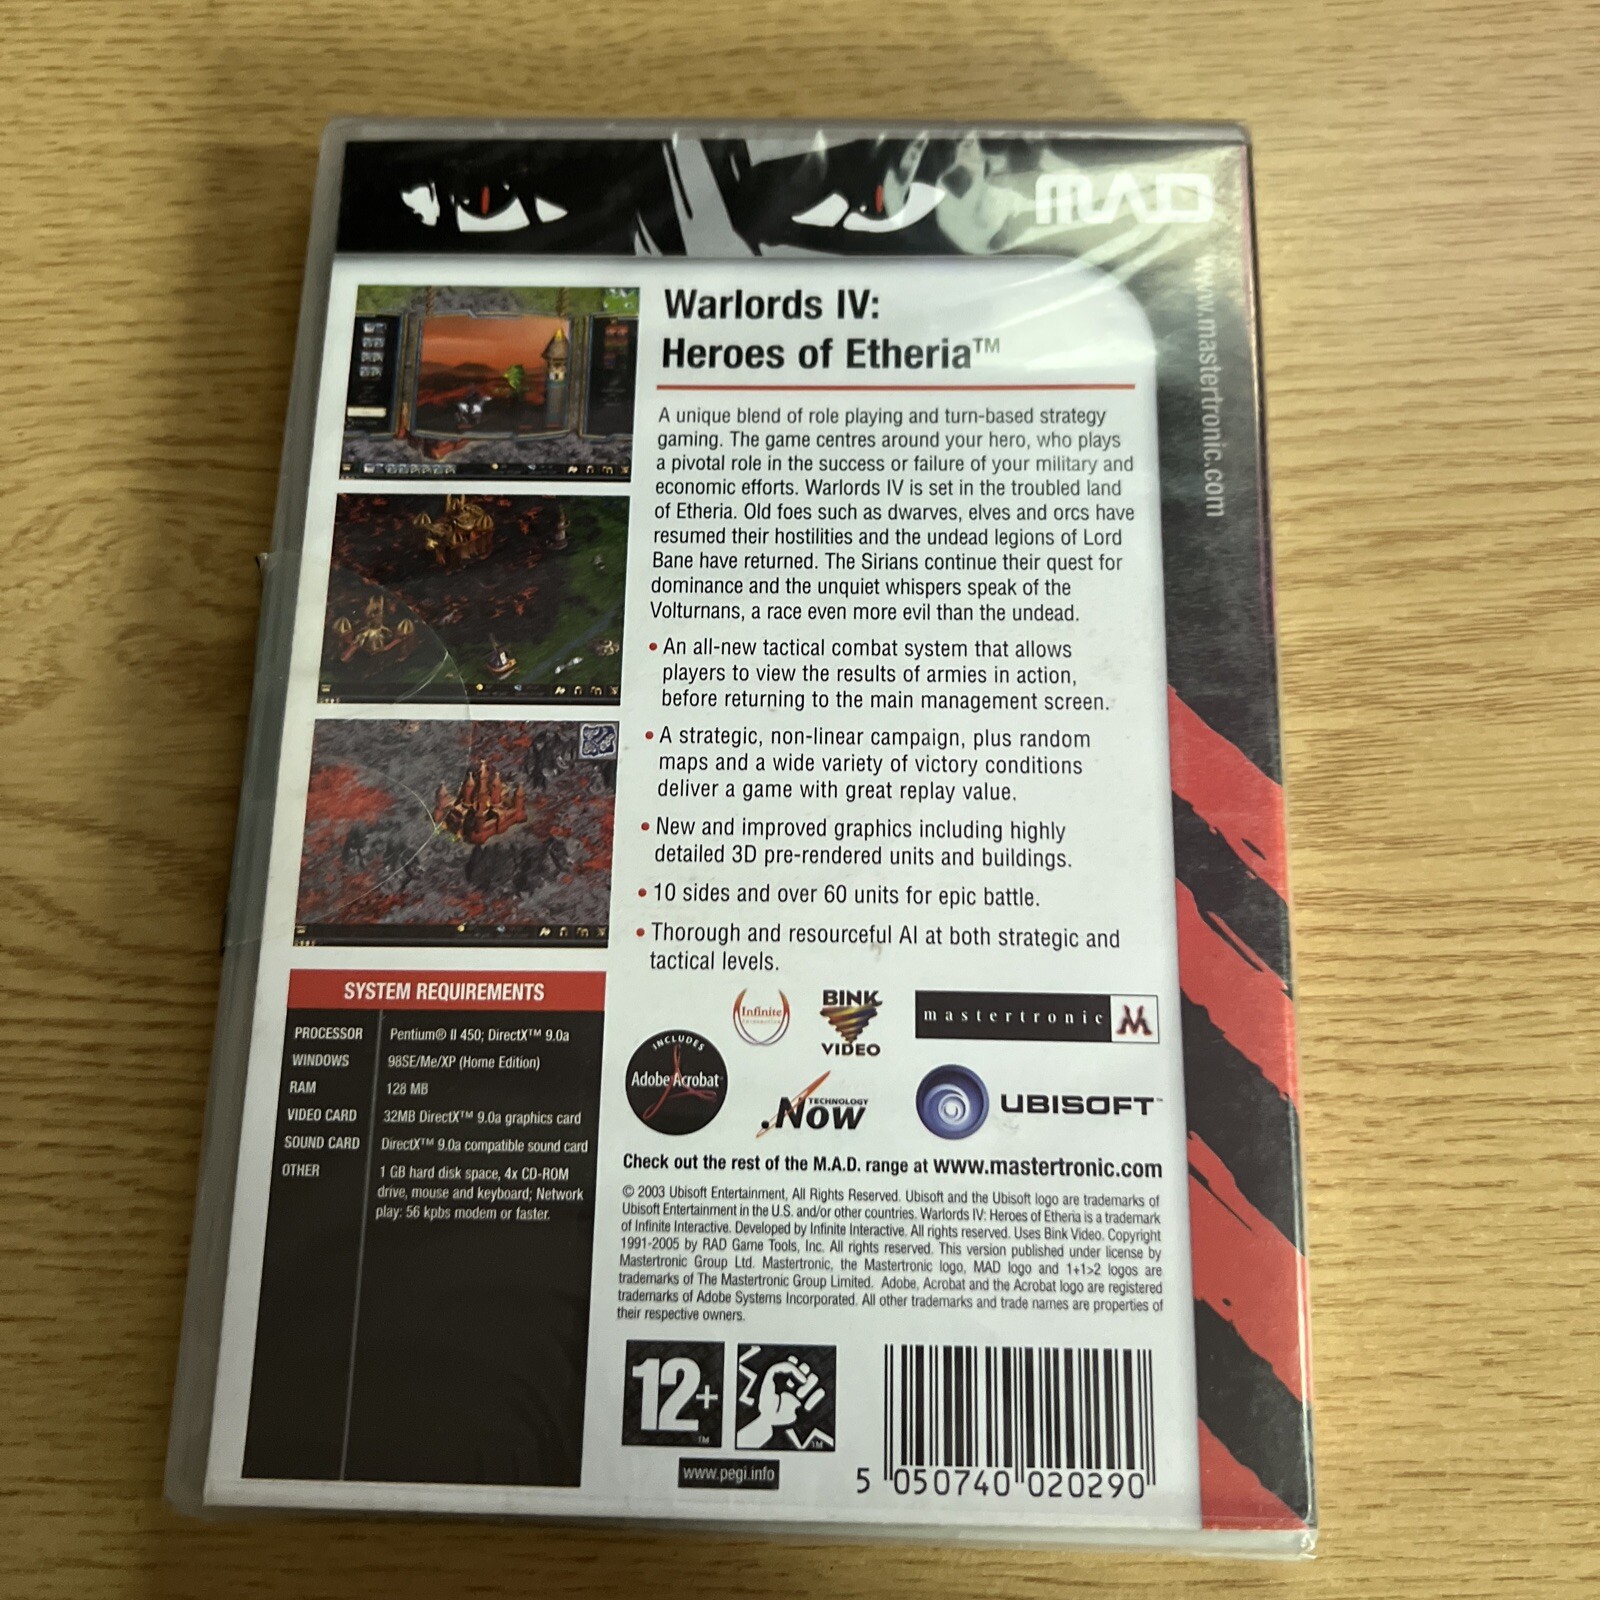 MAD
www.mastertronic.com
Warlords IV:
Heroes of Etheria™
A unique blend of role playing and turn-based strategy
gaming. The game centres around your hero, who plays
a pivotal role in the success or failure of your military and
economic efforts. Warlords IV is set in the troubled land
of Etheria. Old foes such as dwarves, elves and orcs have
resumed their hostilities and the undead legions of Lord
Bane have returned. The Sirians continue their quest for
dominance and the unquiet whispers speak of the
Volturnans, a race even more evil than the undead.
• An all-new tactical combat system that allows
players to view the results of armies in action,
before returning to the main management screen.
• A strategic, non-linear campaign, plus random
maps and a wide variety of victory conditions
deliver a game with great replay value.
• New and improved graphics including highly
detailed 3D pre-rendered units and buildings.
• 10 sides and over 60 units for epic battle.
• Thorough and resourceful AI at both strategic and
tactical levels.
SYSTEM REQUIREMENTS
PROCESSOR Pentium® II 450; DirectX™ 9.0a
WINDOWS 98SE/Me/XP (Home Edition)
RAM 128 MB
VIDEO CARD 32MB DirectX™ 9.0a graphics card
SOUND CARD DirectX™ 9.0a compatible sound card
OTHER 1 GB hard disk space, 4x CD-ROM
drive, mouse and keyboard; Network
play: 56 kpbs modem or faster.
Infinite
BINK
VIDEO
mastertronic M
INCLUDES
Adobe Acrobat
TECHNOLOGY
.Now
UBISOFT™
Check out the rest of the M.A.D. range at www.mastertronic.com
© 2003 Ubisoft Entertainment, All Rights Reserved. Ubisoft and the Ubisoft logo are trademarks of
Ubisoft Entertainment in the U.S. and/or other countries. Warlords IV: Heroes of Etheria is a trademark
of Infinite Interactive. Developed by Infinite Interactive. All rights reserved. Uses Bink Video. Copyright
1991-2005 by RAD Game Tools, Inc. All rights reserved. This version published under license by
Mastertronic Group Ltd. Mastertronic, the Mastertronic logo, MAD logo and 1+1>2 logos are
trademarks of The Mastertronic Group Limited. Adobe, Acrobat and the Acrobat logo are registered
trademarks of Adobe Systems Incorporated. All other trademarks and trade names are properties of
their respective owners.
12+
™
™
www.pegi.info
5 050740 020290